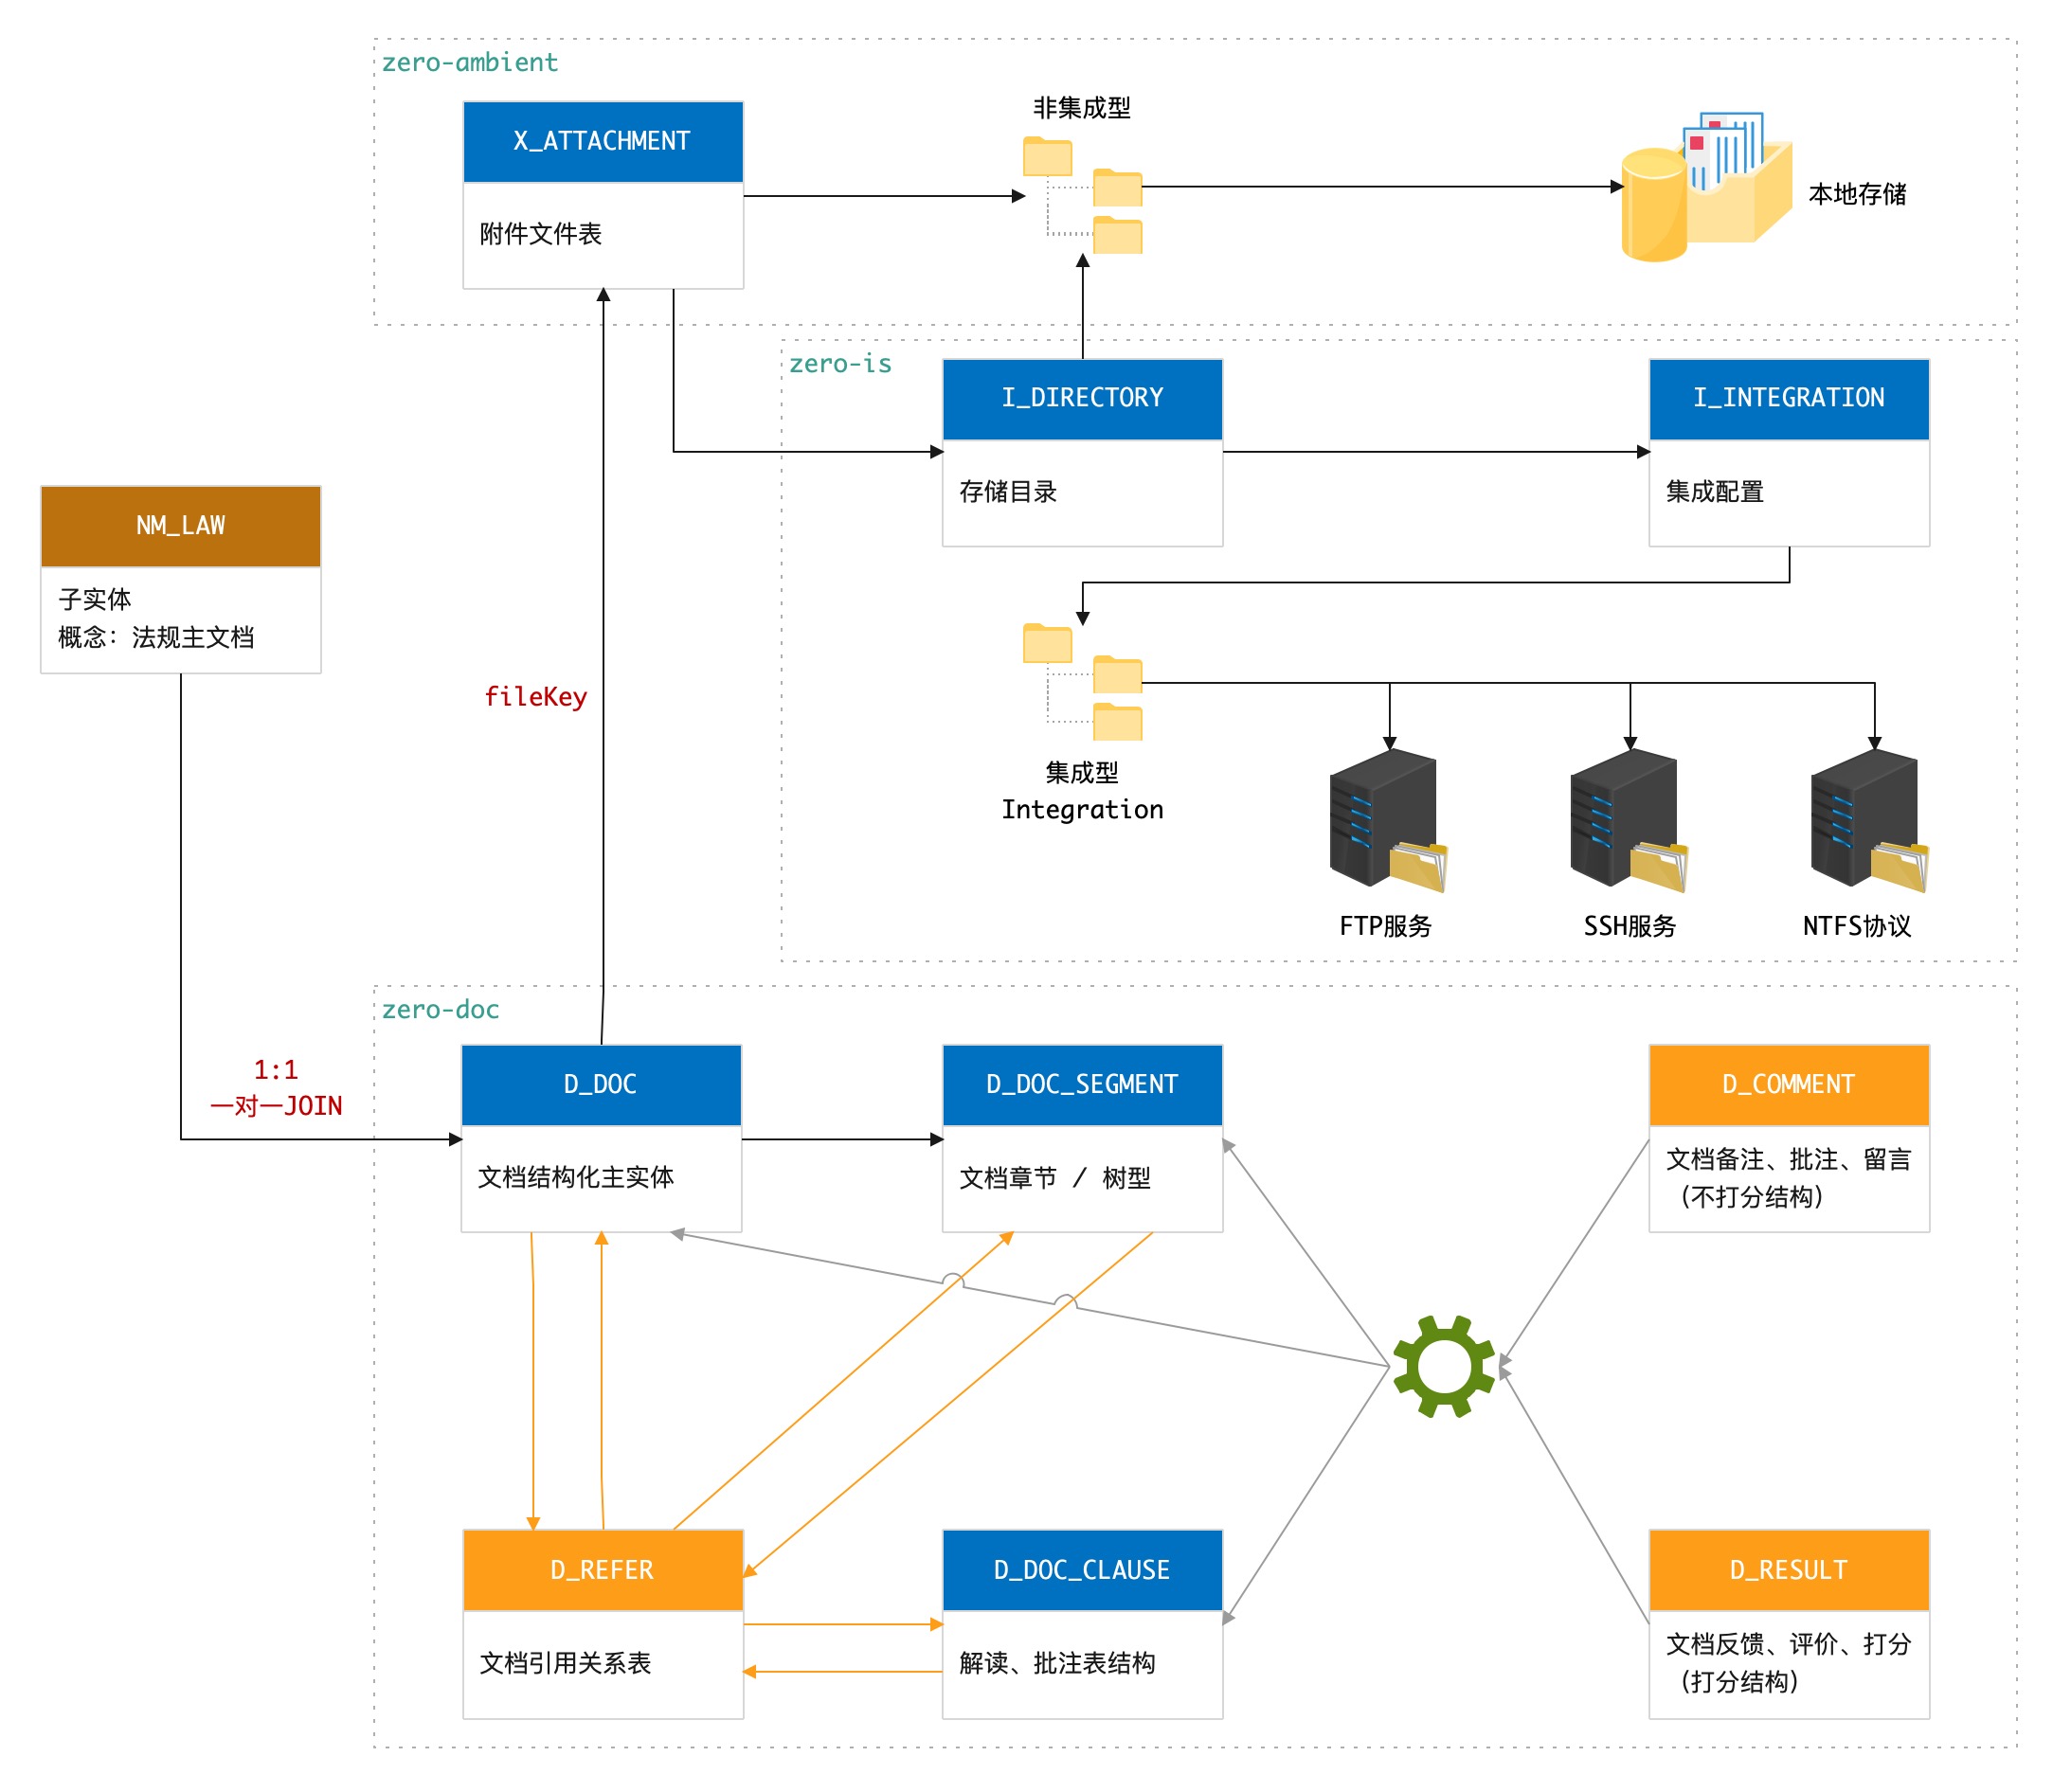 zero-ambient
X_ATTACHMENT
附件文件表
非集成型
本地存储
zero-is
I_DIRECTORY
存储目录
I_INTEGRATION
集成配置
NM_LAW
子实体
概念：法规主文档
fileKey
集成型
Integration
FTP服务
SSH服务
NTFS协议
zero-doc
1:1
一对一JOIN
D_DOC
文档结构化主实体
D_DOC_SEGMENT
文档章节 / 树型
D_COMMENT
文档备注、批注、留言
（不打分结构）
D_REFER
文档引用关系表
D_DOC_CLAUSE
解读、批注表结构
D_RESULT
文档反馈、评价、打分
（打分结构）